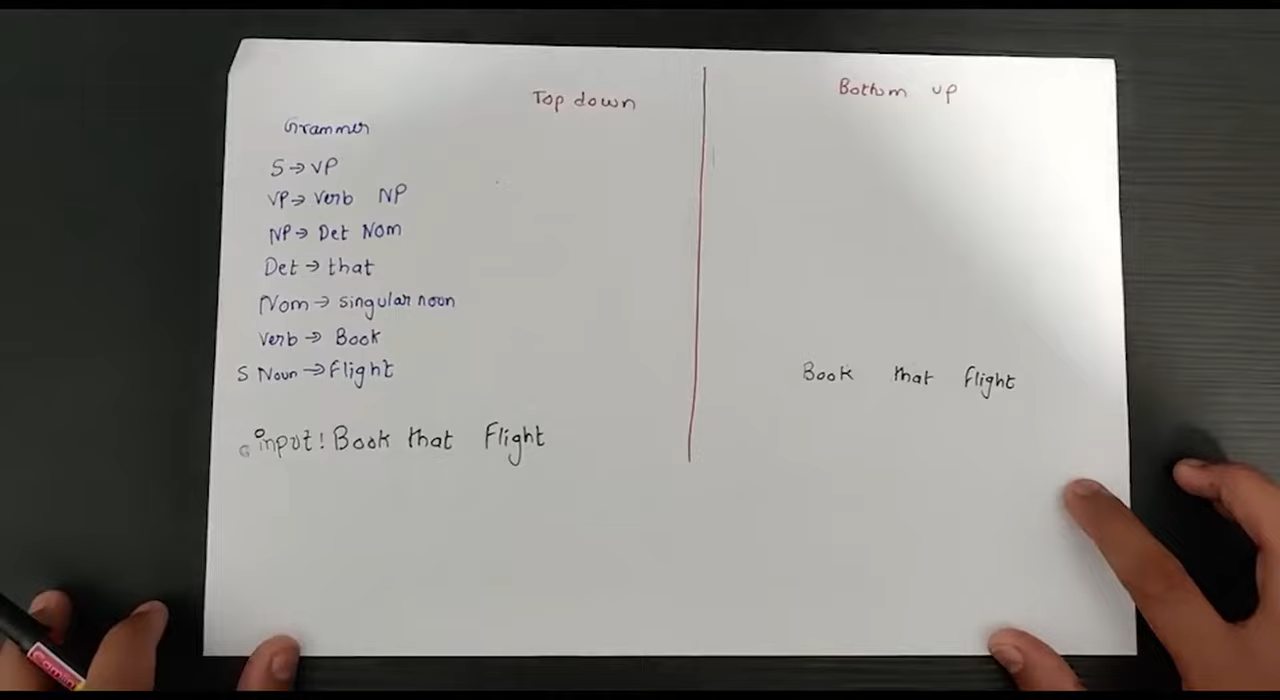 Top down
Grammer
S → VP
VP → Verb NP
NP → Det Nom
Det → that
Nom → singular noun
Verb → Book
S Noun → Flight
input! Book that Flight
Bottom up
Book that flight
Camlin